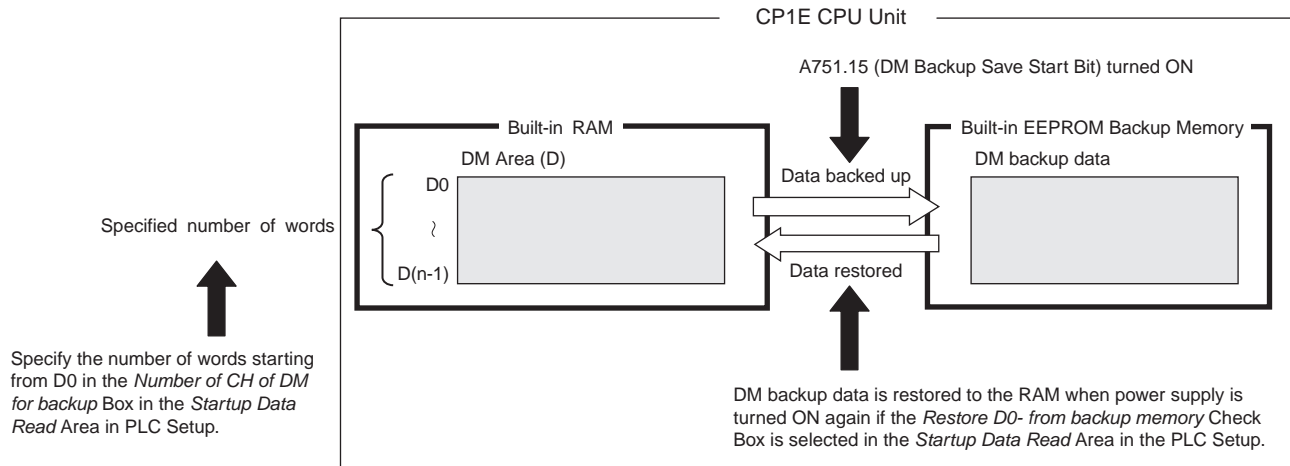 CP1E CPU Unit
A751.15 (DM Backup Save Start Bit) turned ON
Built-in RAM
Built-in EEPROM Backup Memory
DM Area (D)
DM backup data
D0
~
D(n-1)
Specified number of words
Data backed up
Data restored
Specify the number of words starting
from D0 in the Number of CH of DM
for backup Box in the Startup Data
Read Area in PLC Setup.
DM backup data is restored to the RAM when power supply is
turned ON again if the Restore D0- from backup memory Check
Box is selected in the Startup Data Read Area in the PLC Setup.